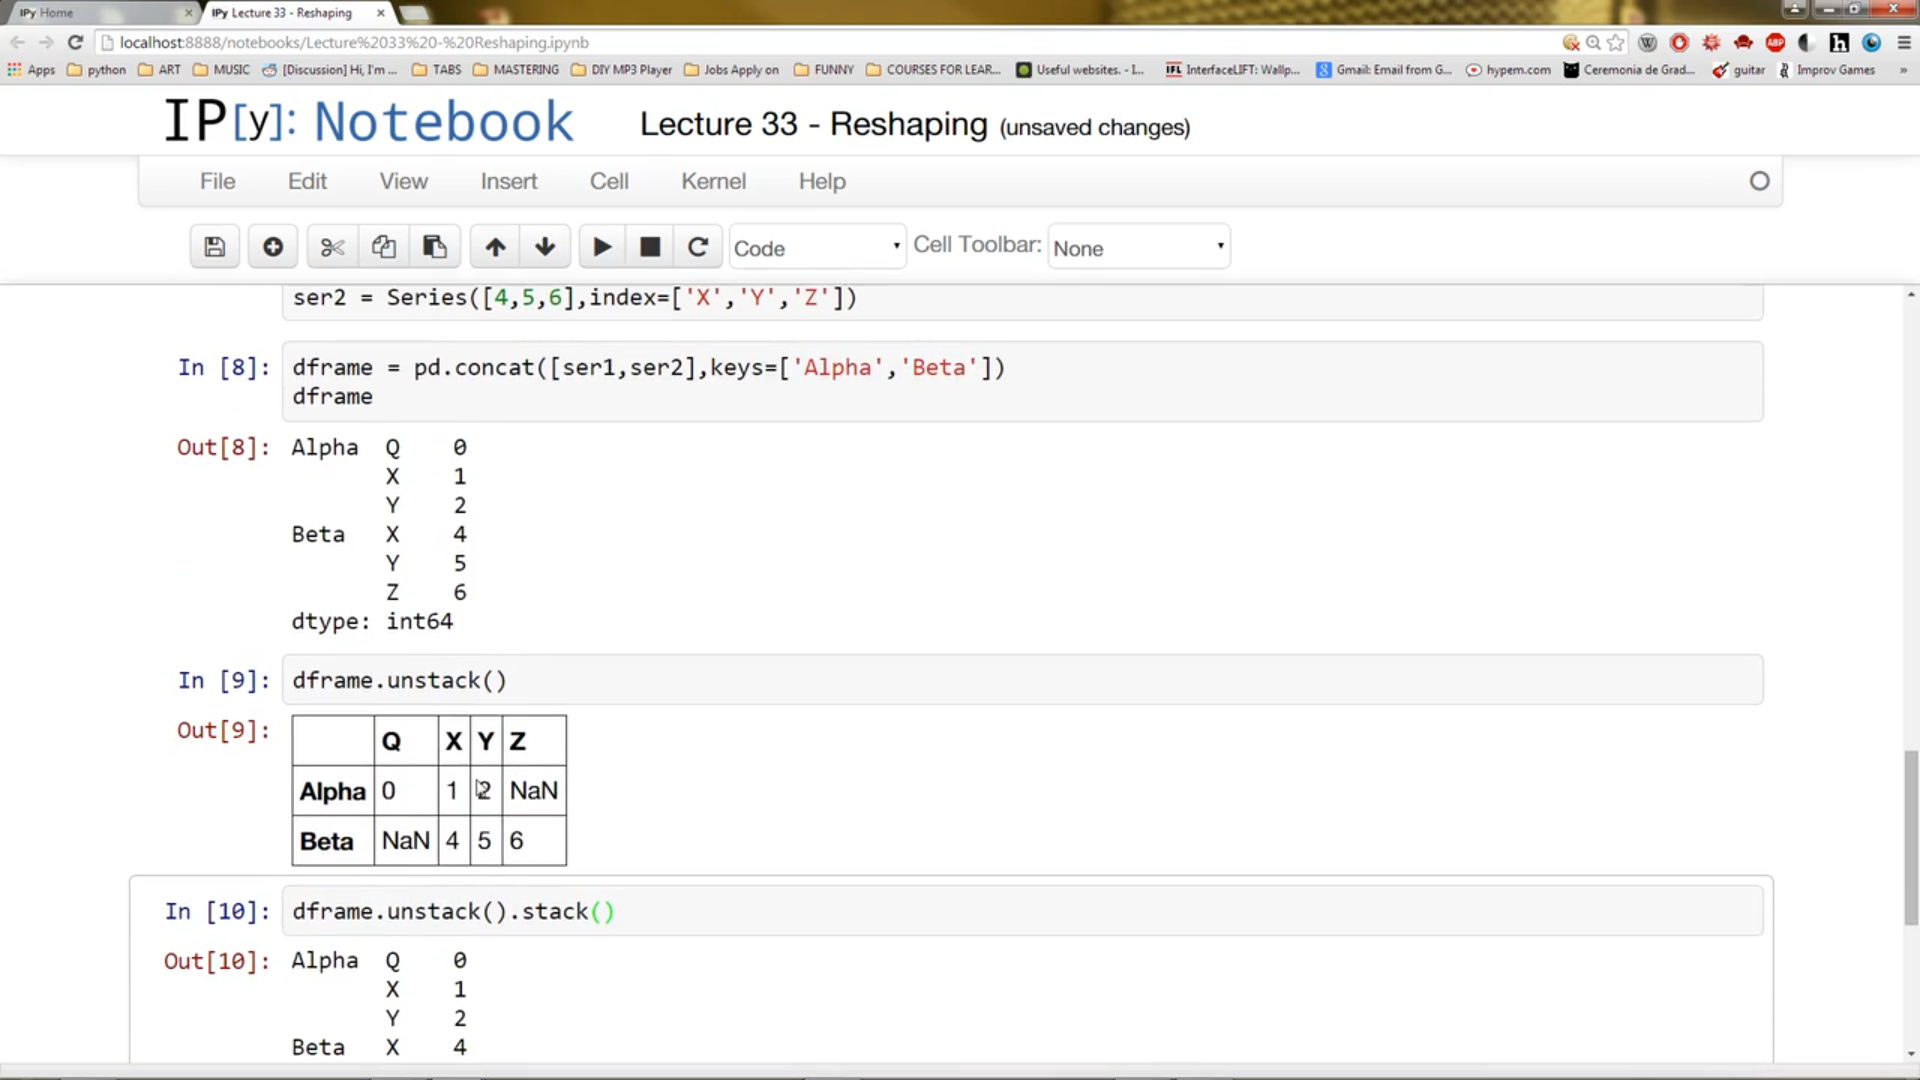 IPy Home
IPy Lecture 33 - Reshaping
localhost:8888/notebooks/Lecture%2033%20-%20Reshaping.ipynb
Apps python ART MUSIC [Discussion] Hi, I'm ... TABS MASTERING DIY MP3 Player Jobs Apply on FUNNY COURSES FOR LEAR... Useful websites. - I... IFL InterfaceLIFT: Wallp... Gmail: Email from G... hypem.com Ceremonia de Grad... guitar Improv Games »
IP[y]: Notebook Lecture 33 - Reshaping (unsaved changes)
File Edit View Insert Cell Kernel Help
Code Cell Toolbar: None
ser2 = Series([4,5,6],index=['X','Y','Z'])
In [8]: dframe = pd.concat([ser1,ser2],keys=['Alpha','Beta'])
dframe
Out[8]: Alpha Q 0
X 1
Y 2
Beta X 4
Y 5
Z 6
dtype: int64
In [9]: dframe.unstack()
Out[9]:
Q X Y Z
Alpha 0 1 2 NaN
Beta NaN 4 5 6
In [10]: dframe.unstack().stack()
Out[10]: Alpha Q 0
X 1
Y 2
Beta X 4